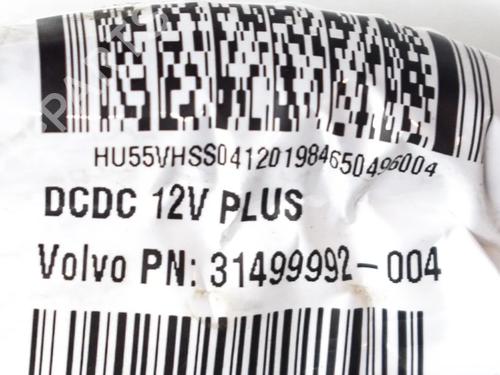 HU55VHSS041201984650496004
DCDC 12V PLUS
Volvo PN: 31499992-004